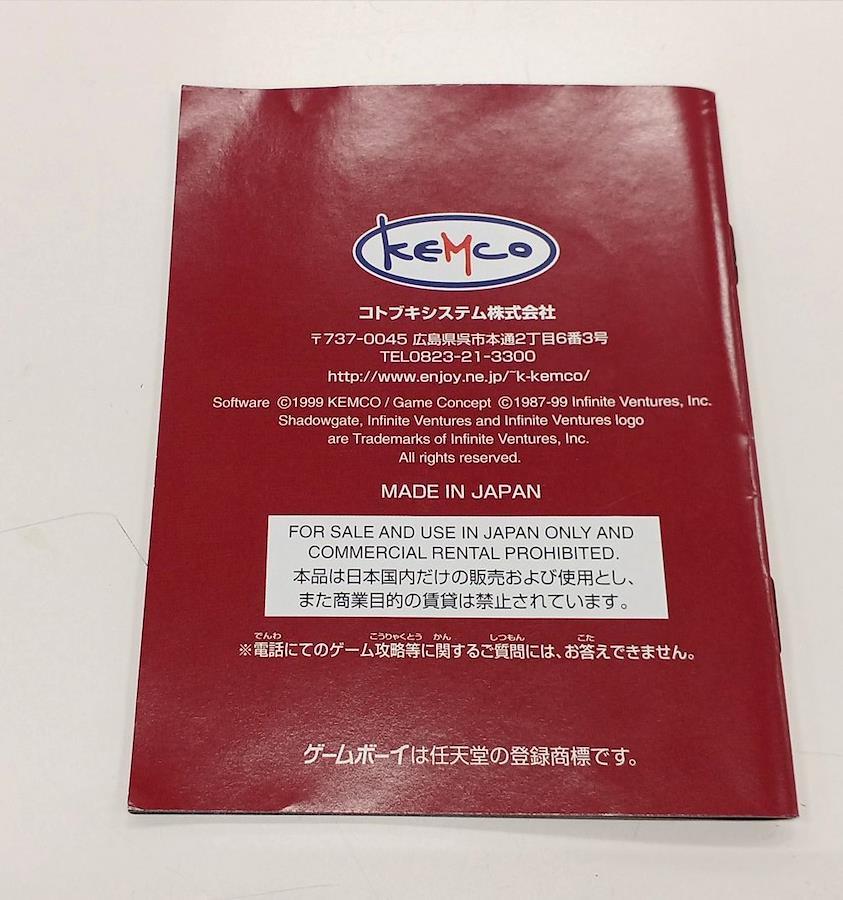 KEMCO
コトブキシステム株式会社
〒737-0045 広島県呉市本通2丁目6番3号
TEL0823-21-3300
http://www.enjoy.ne.jp/~k-kemco/
Software ©1999 KEMCO / Game Concept ©1987-99 Infinite Ventures, Inc.
Shadowgate, Infinite Ventures and Infinite Ventures logo
are Trademarks of Infinite Ventures, Inc.
All rights reserved.
MADE IN JAPAN
FOR SALE AND USE IN JAPAN ONLY AND
COMMERCIAL RENTAL PROHIBITED.
本品は日本国内だけの販売および使用とし、
また商業目的の賃貸は禁止されています。
でんわ こうりゃくとう かん しつもん こた
※電話にてのゲーム攻略等に関するご質問には、お答えできません。
ゲームボーイは任天堂の登録商標です。